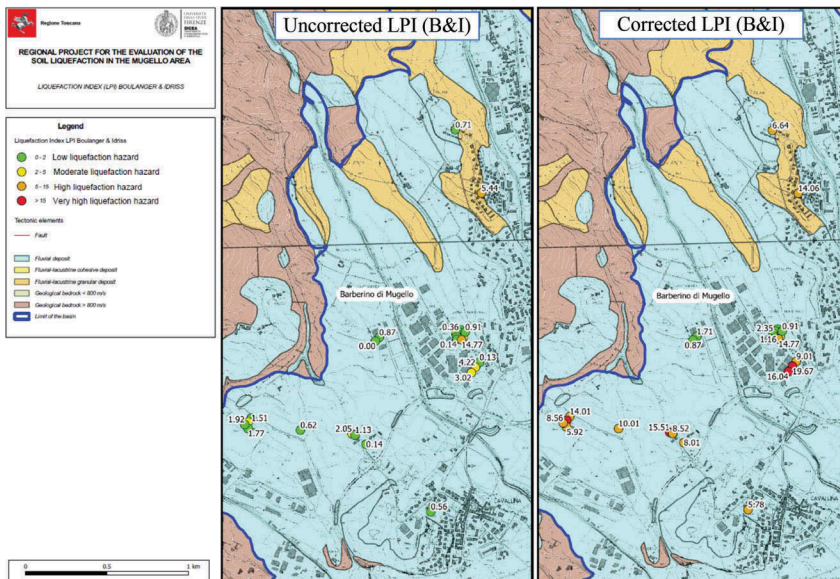 Regione Toscana
UNIVERSITÀ
DEGLI STUDI
FIRENZE
REGIONAL PROJECT FOR THE EVALUATION OF THE
SOIL LIQUEFACTION IN THE MUGELLO AREA
LIQUEFACTION INDEX (LPI) BOULANGER & IDRISS
Legend
Liquefaction Index LPI Boulanger & Idriss
0 - 2 Low liquefaction hazard
2 - 5 Moderate liquefaction hazard
5 - 15 High liquefaction hazard
> 15 Very high liquefaction hazard
Tectonic elements
Fault
Fluvial deposit
Fluvial-lacustrine cohesive deposit
Fluvial-lacustrine granular deposit
Geological bedrock < 800 m/s
Geological bedrock > 800 m/s
Limit of the basin
0 0.5 1 km
Uncorrected LPI (B&I)
0.71
5.44
Barberino di Mugello
0.87
0.00
0.36 0.91
0.14 14.77
0.13
4.22
3.02
1.92 1.51
1.77
0.62
2.05 1.13
0.14
0.56
CAVALLINA
Corrected LPI (B&I)
6.64
14.06
Barberino di Mugello
1.71
0.87
2.35 0.91
1.16 14.77
9.01
16.04 19.67
14.01
8.56
5.92
10.01
15.51 8.52
8.01
5.78
CAVALLINA